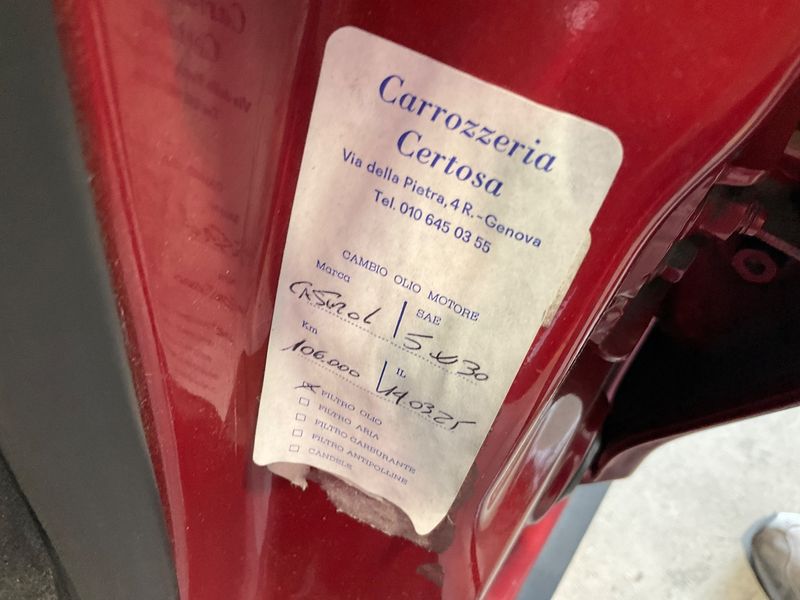 Carrozzeria
Certosa
Via della Pietra, 4 R.-Genova
Tel. 010 645 03 55
CAMBIO OLIO MOTORE
Marca SAE
Castrol 5W30
Km IL
106.000 14.03.25
FILTRO OLIO
FILTRO ARIA
FILTRO CARBURANTE
FILTRO ANTIPOLLINE
CANDELE